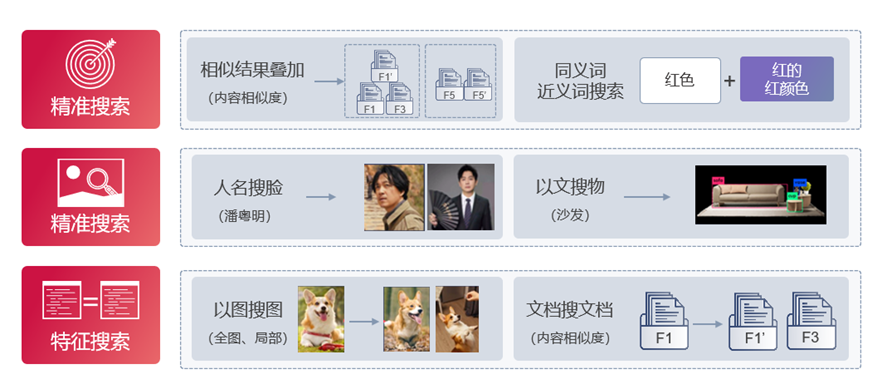 精准搜索
相似结果叠加
(内容相似度)
F1'
F1
F3
F5
F5'
同义词
近义词搜索
红色
+
红的
红颜色
精准搜索
人名搜脸
(潘粤明)
以文搜物
(沙发)
特征搜索
以图搜图
(全图、局部)
文档搜文档
(内容相似度)
F1
F1'
F3